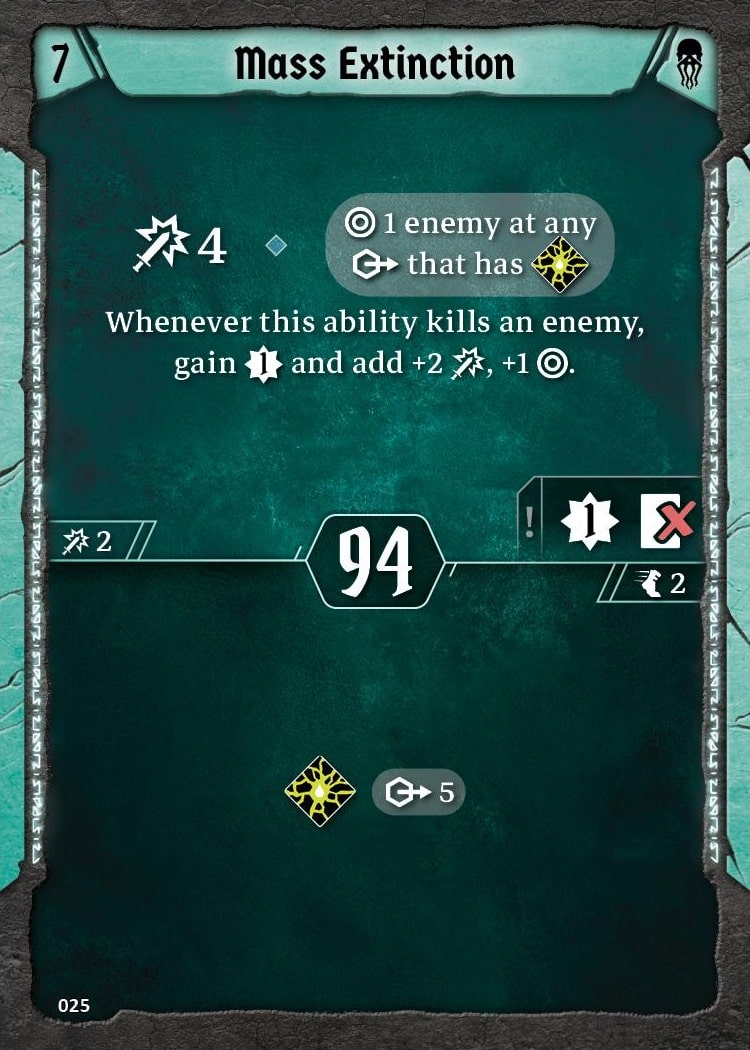 7
Mass Extinction
4
1 enemy at any
that has
Whenever this ability kills an enemy,
gain 1 and add +2 , +1 .
! 1
2
94
2
5
025